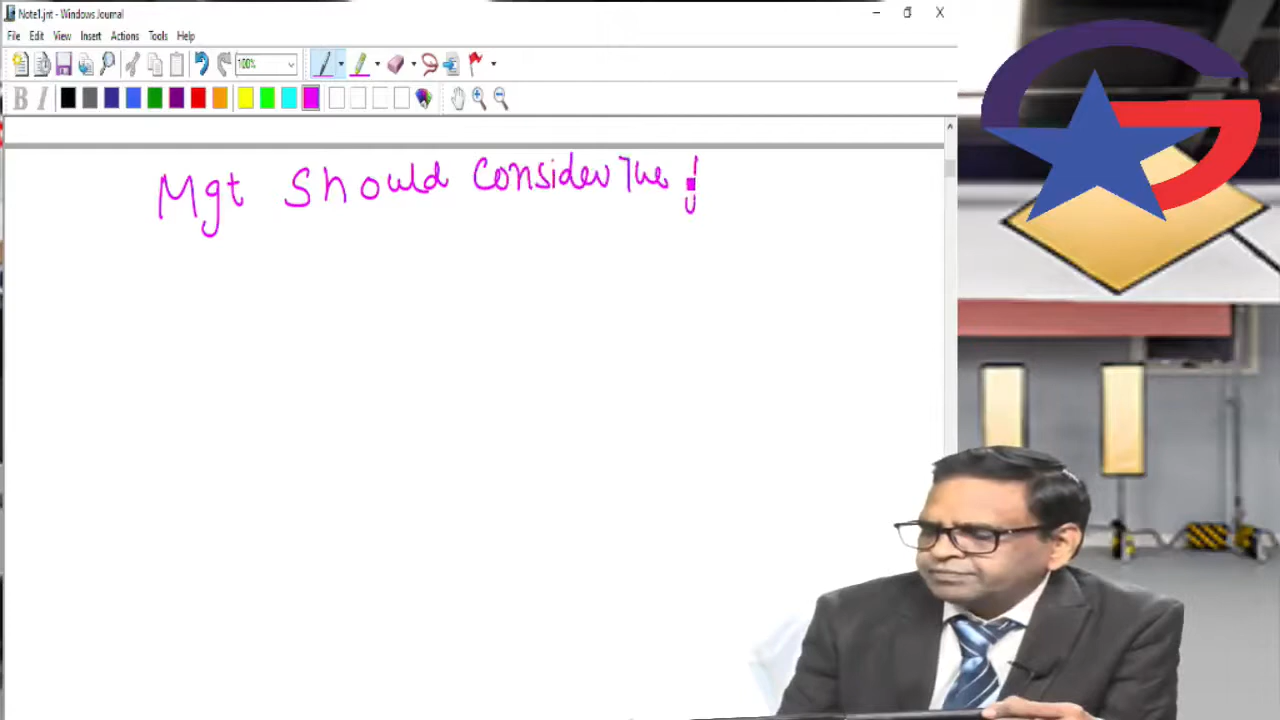 Note1.jnt - Windows Journal
File Edit View Insert Actions Tools Help
100%
B I
Mgt Should Consider The